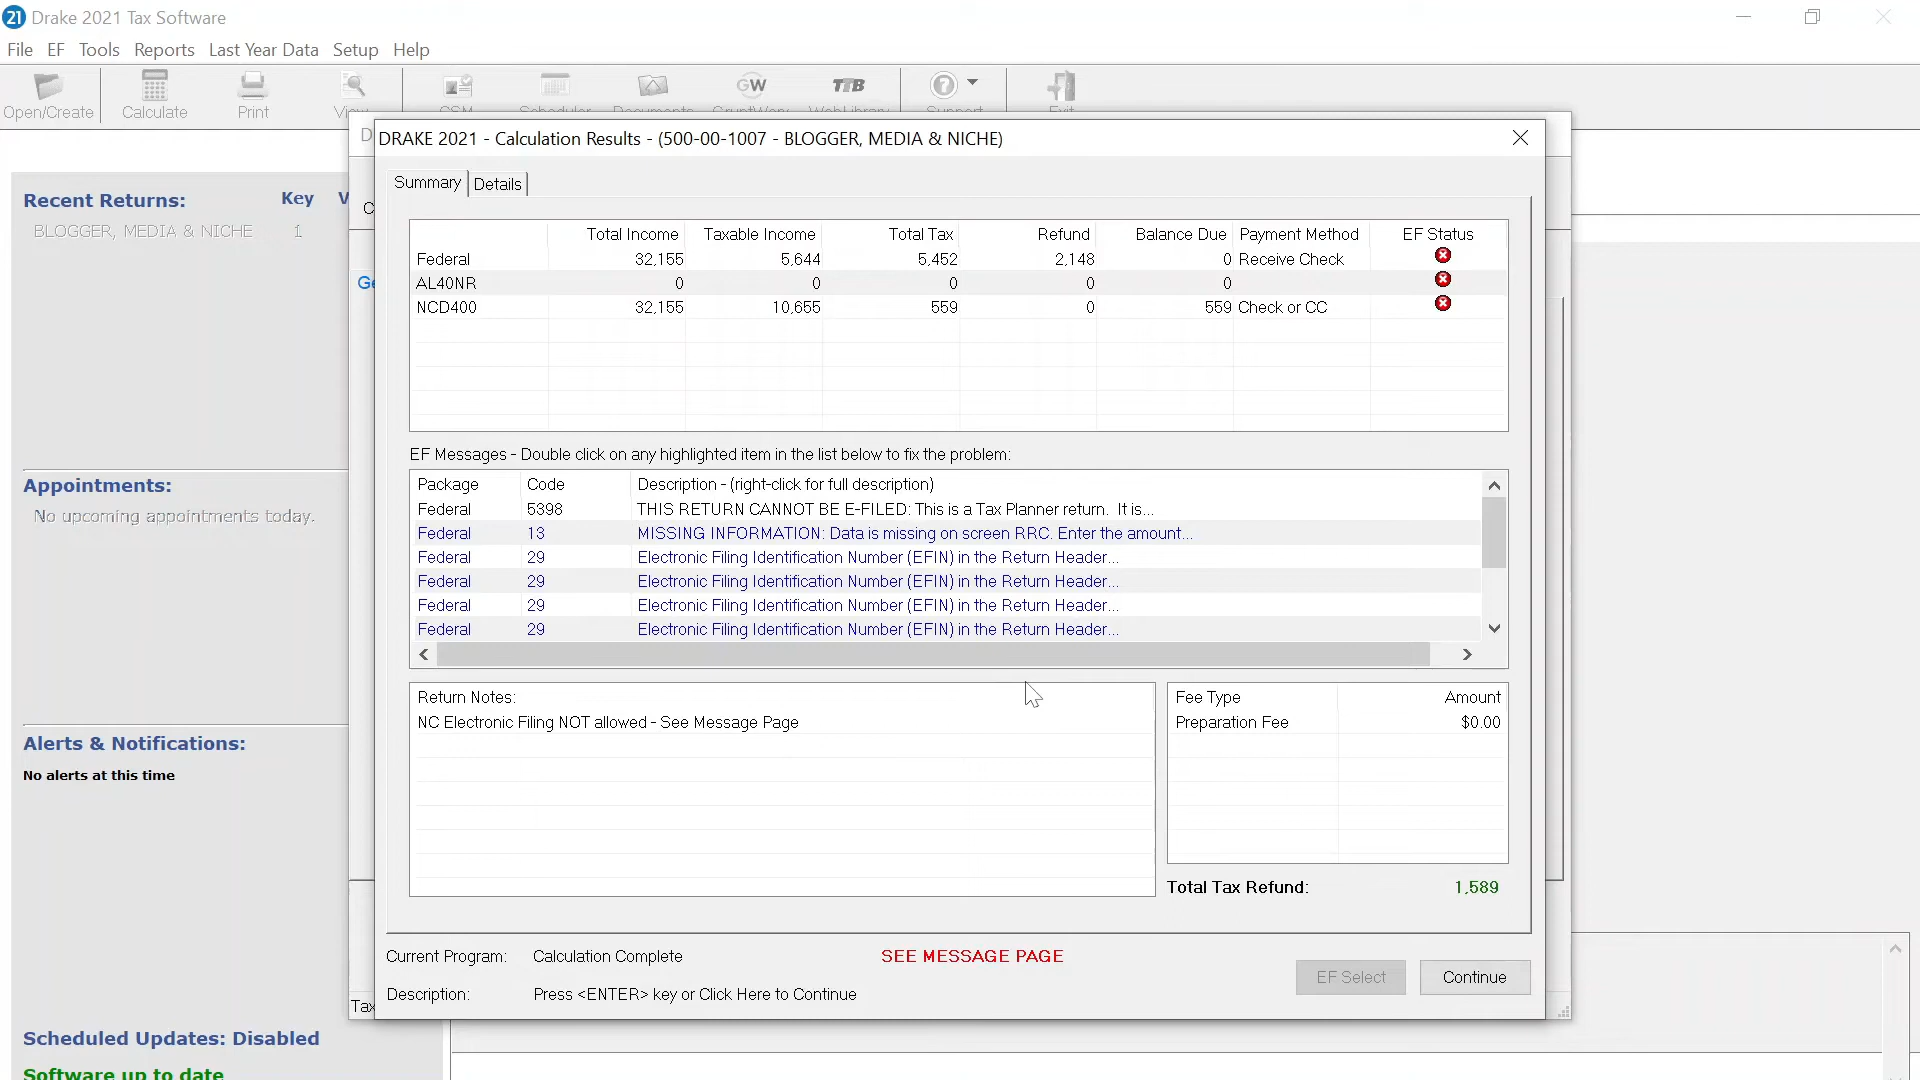 21 Drake 2021 Tax Software
File EF Tools Reports Last Year Data Setup Help
GW TTB ?
Open/Create Calculate Print
DRAKE 2021 - Calculation Results - (500-00-1007 - BLOGGER, MEDIA & NICHE)
Summary Details
Recent Returns: Key
BLOGGER, MEDIA & NICHE 1
Total Income Taxable Income Total Tax Refund Balance Due Payment Method EF Status
Federal 32,155 5,644 5,452 2,148 0 Receive Check
AL40NR 0 0 0 0 0
NCD400 32,155 10,655 559 0 559 Check or CC
EF Messages - Double click on any highlighted item in the list below to fix the problem:
Package Code Description - (right-click for full description)
Federal 5398 THIS RETURN CANNOT BE E-FILED: This is a Tax Planner return. It is...
Federal 13 MISSING INFORMATION: Data is missing on screen RRC. Enter the amount...
Federal 29 Electronic Filing Identification Number (EFIN) in the Return Header...
Federal 29 Electronic Filing Identification Number (EFIN) in the Return Header...
Federal 29 Electronic Filing Identification Number (EFIN) in the Return Header...
Federal 29 Electronic Filing Identification Number (EFIN) in the Return Header...
Appointments:
No upcoming appointments today.
Return Notes:
NC Electronic Filing NOT allowed - See Message Page
Fee Type Amount
Preparation Fee $0.00
Total Tax Refund: 1,589
Alerts & Notifications:
No alerts at this time
Current Program: Calculation Complete SEE MESSAGE PAGE
Description: Press <ENTER> key or Click Here to Continue
EF Select Continue
Tax
Scheduled Updates: Disabled
Software up to date